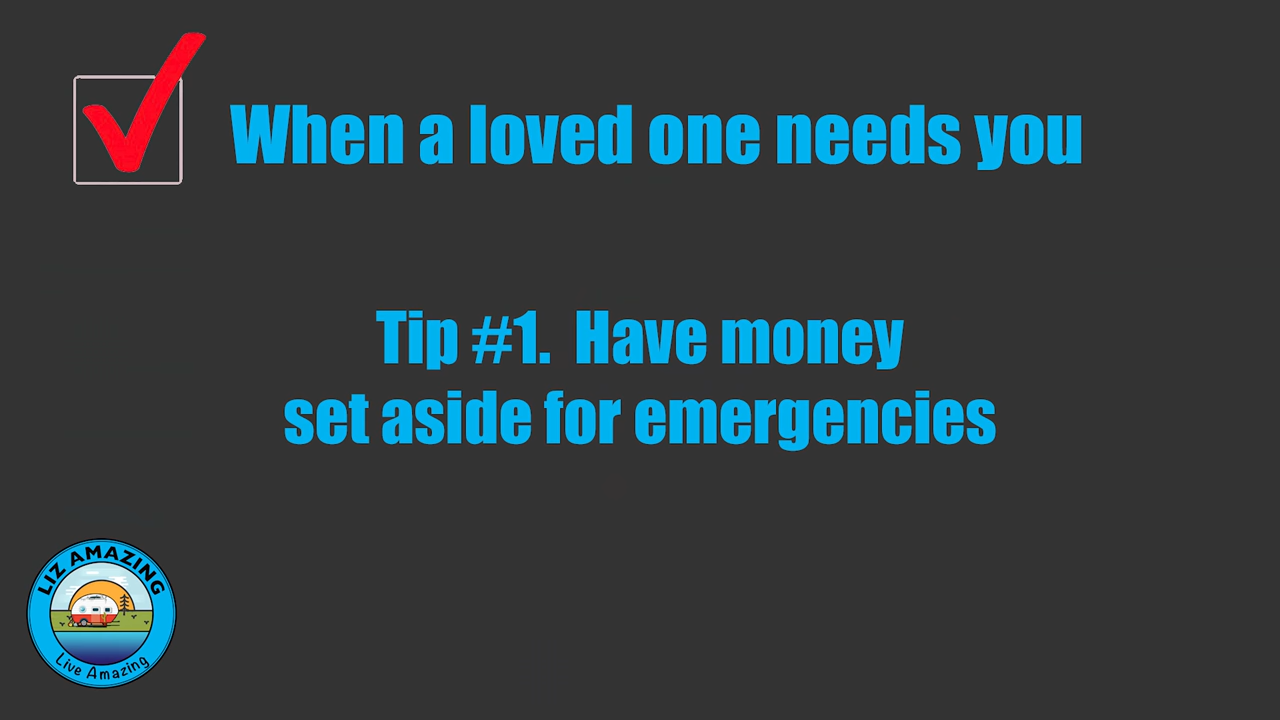 When a loved one needs you
Tip #1. Have money
set aside for emergencies
LIZ AMAZING
Live Amazing